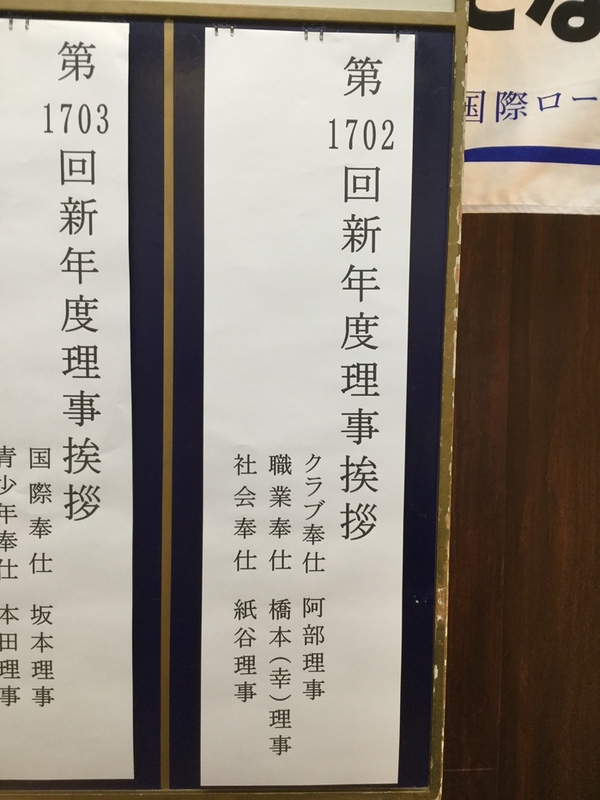 国際ロー
第1702回新年度理事挨拶
クラブ奉仕 阿部理事
職業奉仕 橋本(幸)理事
社会奉仕 紙谷理事
第1703回新年度理事挨拶
国際奉仕 坂本理事
青少年奉仕 本田理事